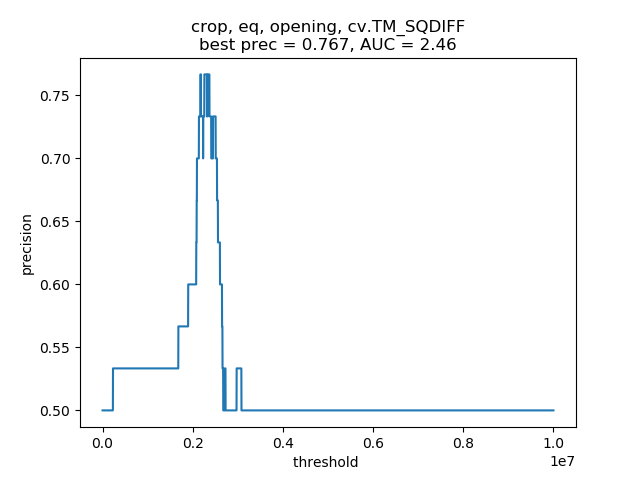 crop, eq, opening, cv.TM_SQDIFF
best prec = 0.767, AUC = 2.46
precision
0.75
0.70
0.65
0.60
0.55
0.50
0.0
0.2
0.4
0.6
0.8
1.0
1e7
threshold